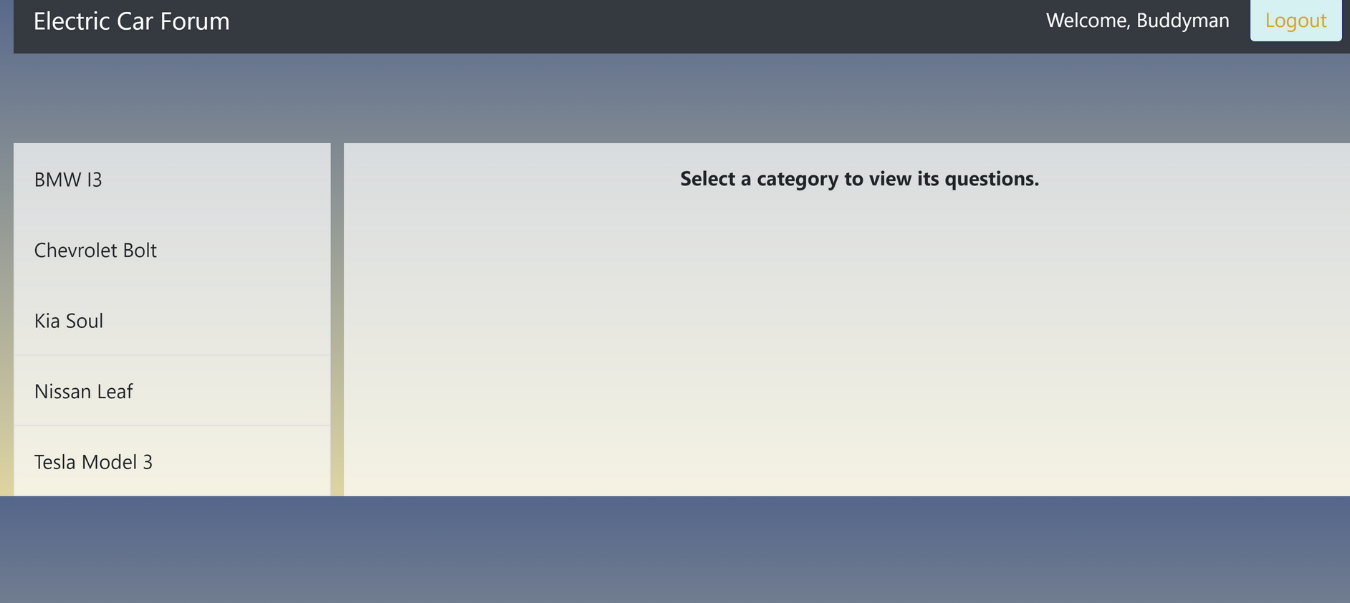 Electric Car Forum
Welcome, Buddyman
Logout
BMW I3
Select a category to view its questions.
Chevrolet Bolt
Kia Soul
Nissan Leaf
Tesla Model 3